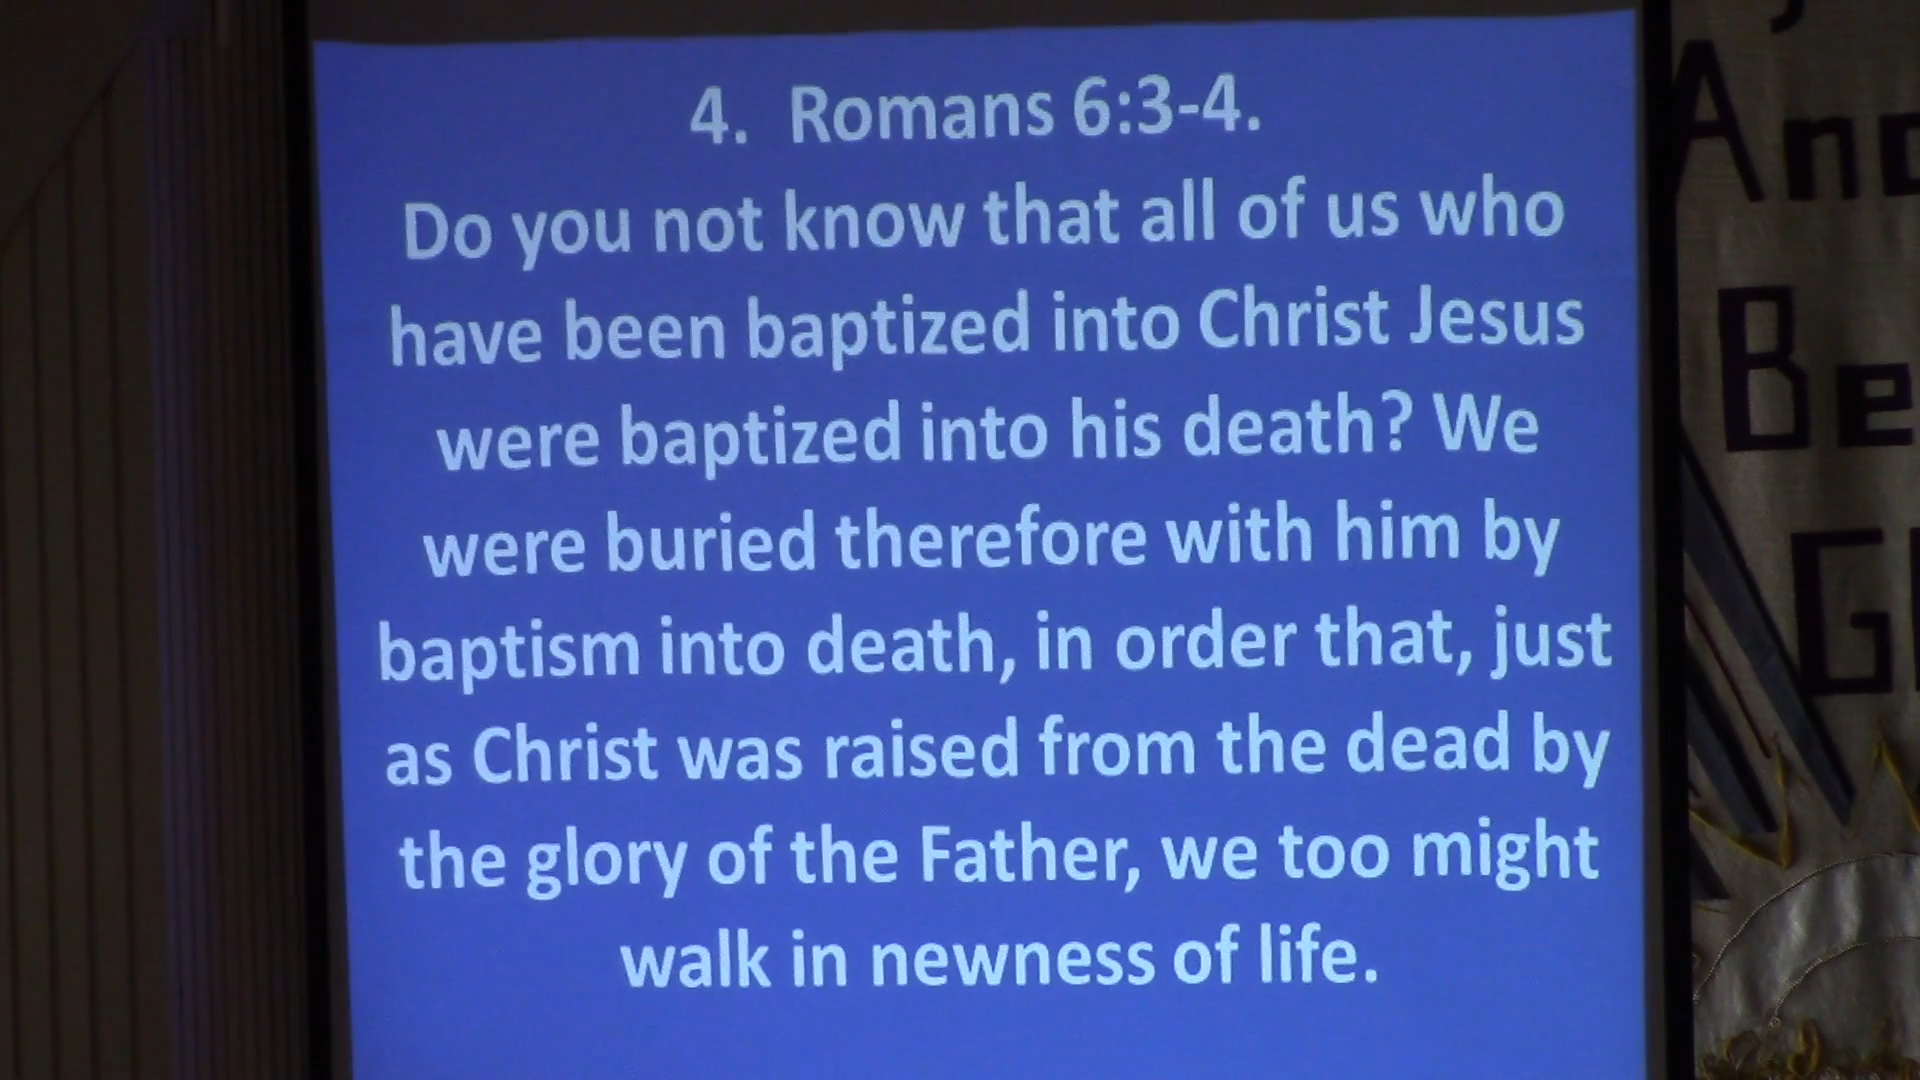 4. Romans 6:3-4.
Do you not know that all of us who
have been baptized into Christ Jesus
were baptized into his death? We
were buried therefore with him by
baptism into death, in order that, just
as Christ was raised from the dead by
the glory of the Father, we too might
walk in newness of life.
And